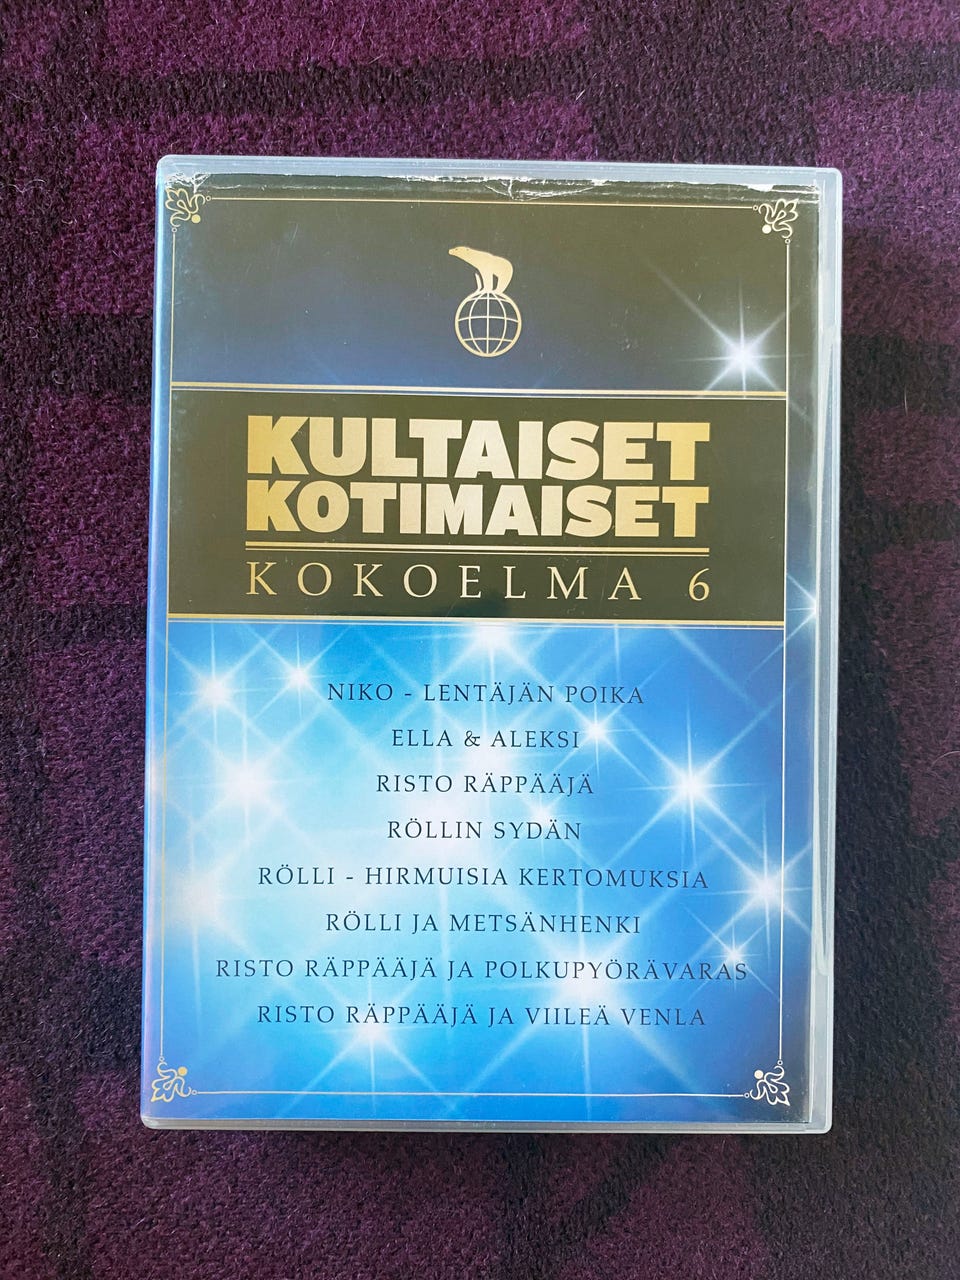 KULTAISET
KOTIMAISET
KOKOELMA 6
NIKO - LENTÄJÄN POIKA
ELLA & ALEKSI
RISTO RÄPPÄÄJÄ
RÖLLIN SYDÄN
RÖLLI - HIRMUISIA KERTOMUKSIA
RÖLLI JA METSÄNHENKI
RISTO RÄPPÄÄJÄ JA POLKUPYÖRÄVARAS
RISTO RÄPPÄÄJÄ JA VIILEÄ VENLA